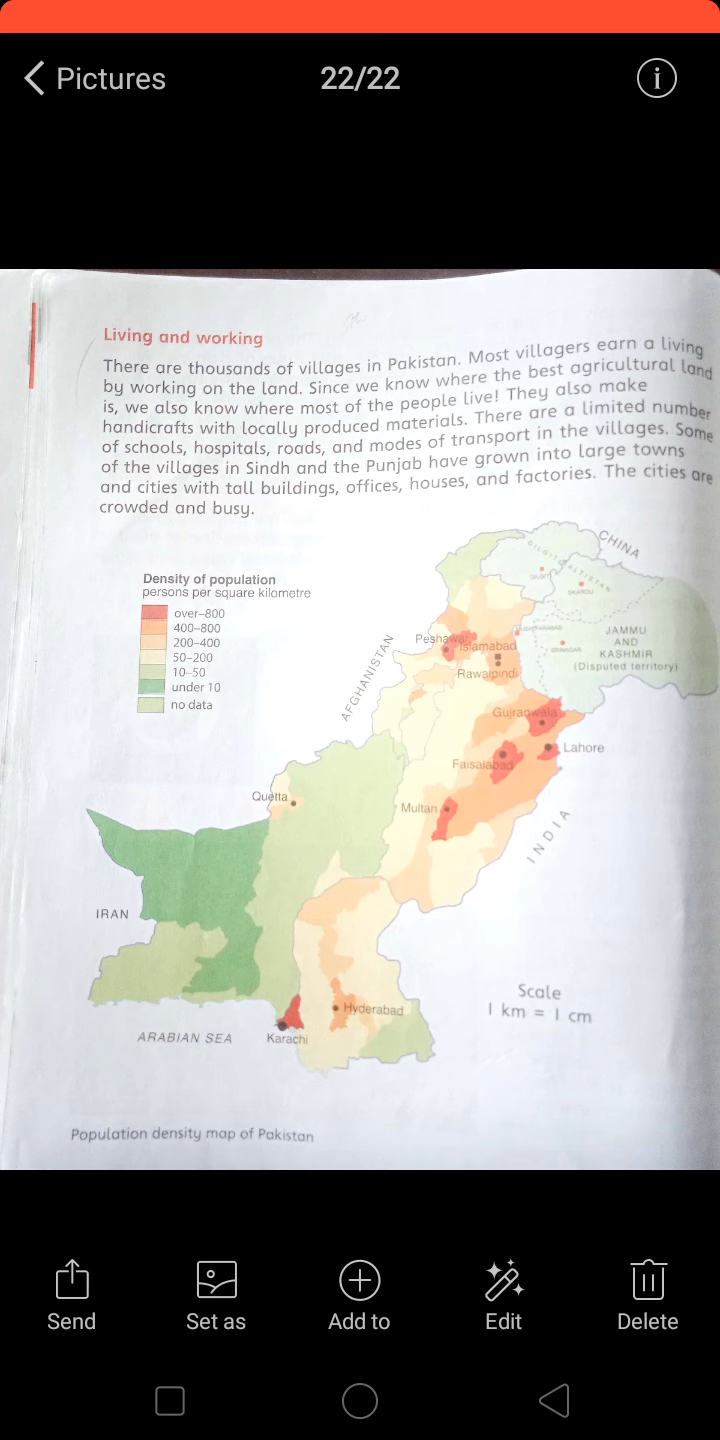 Pictures
22/22
Living and working
There are thousands of villages in Pakistan. Most villagers earn a living
by working on the land. Since we know where the best agricultural land
is, we also know where most of the people live! They also make
handicrafts with locally produced materials. There are a limited number
of schools, hospitals, roads, and modes of transport in the villages. Some
of the villages in Sindh and the Punjab have grown into large towns
and cities with tall buildings, offices, houses, and factories. The cities are
crowded and busy.
Density of population
persons per square kilometre
over–800
400–800
200–400
50–200
10–50
under 10
no data
CHINA
GILGIT-BALTISTAN
GILGIT
SKARDU
SRINAGAR
JAMMU
AND
KASHMIR
(Disputed territory)
AFGHANISTAN
Peshawar
Islamabad
Rawalpindi
Gujranwala
Lahore
Faisalabad
Multan
Quetta
INDIA
IRAN
Hyderabad
Karachi
ARABIAN SEA
Scale
1 km = 1 cm
Population density map of Pakistan
Send
Set as
Add to
Edit
Delete